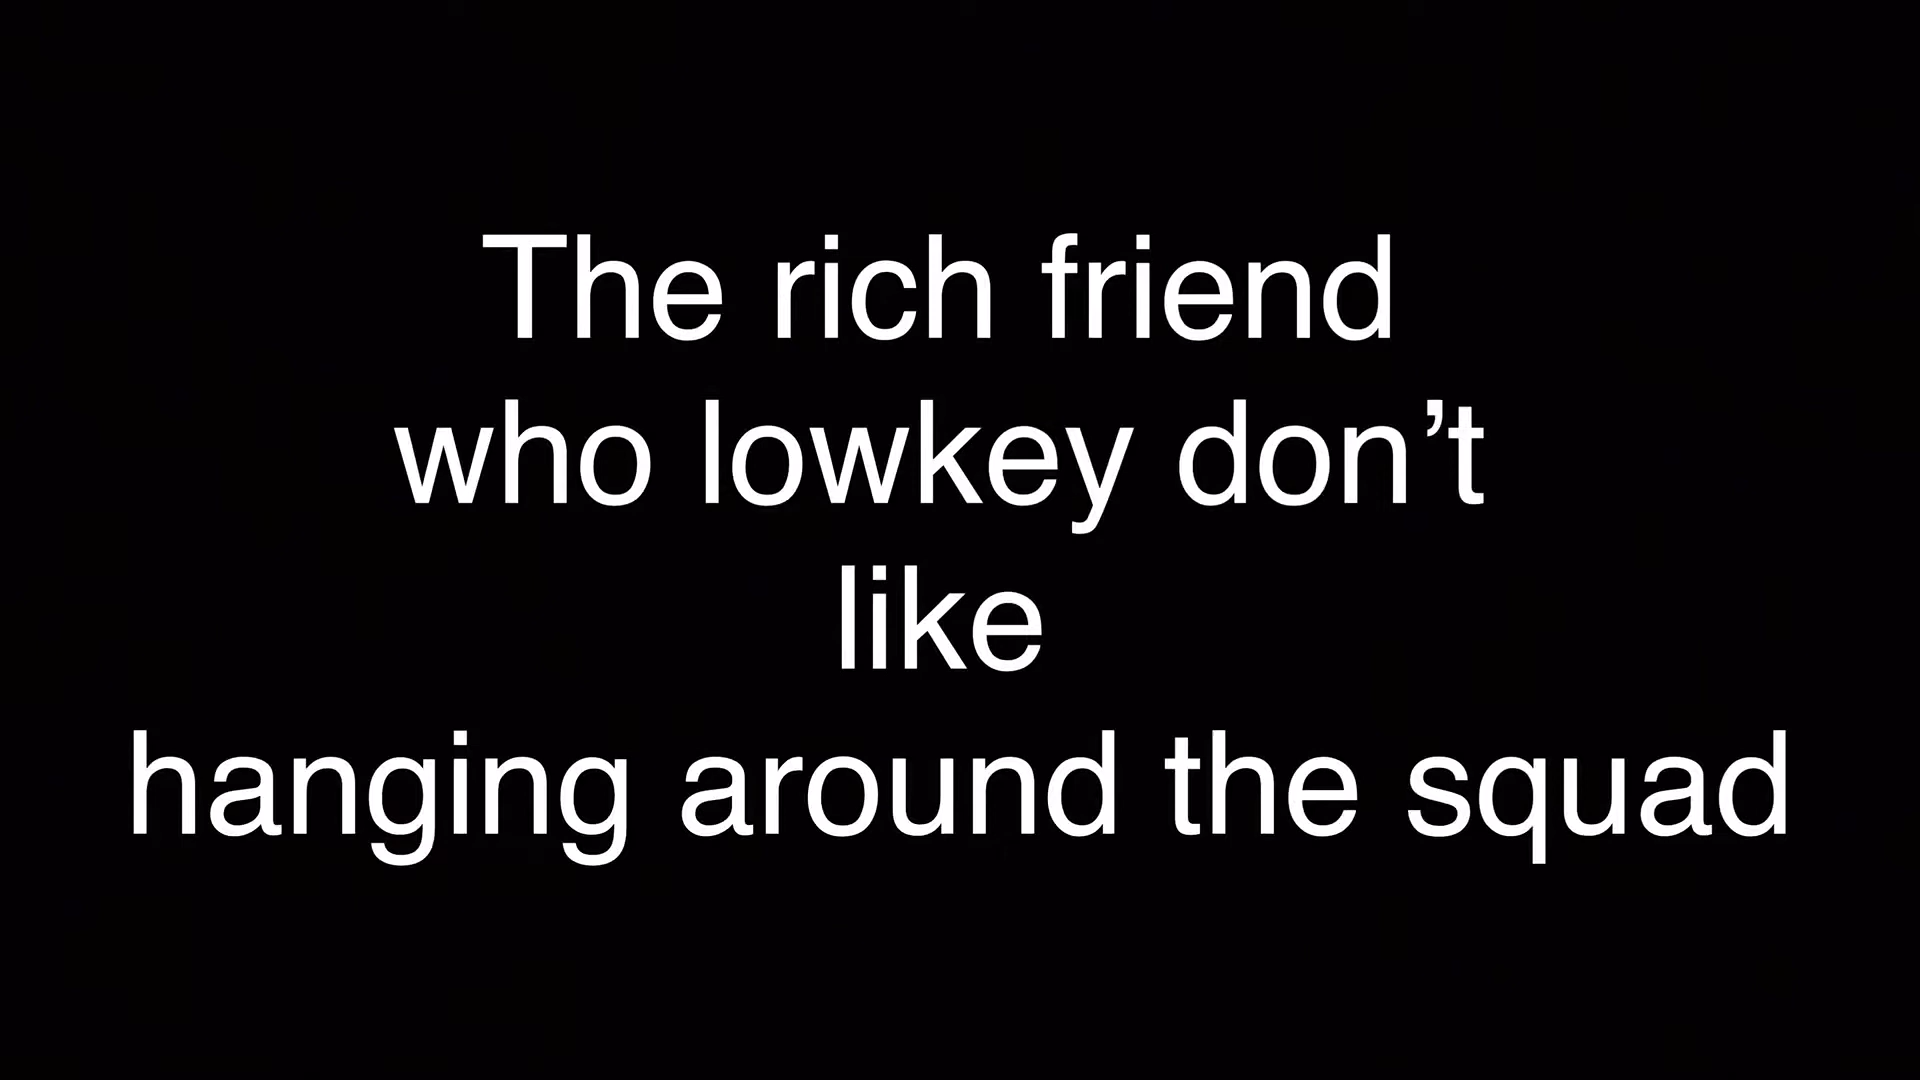 The rich friend
who lowkey don’t
like
hanging around the squad